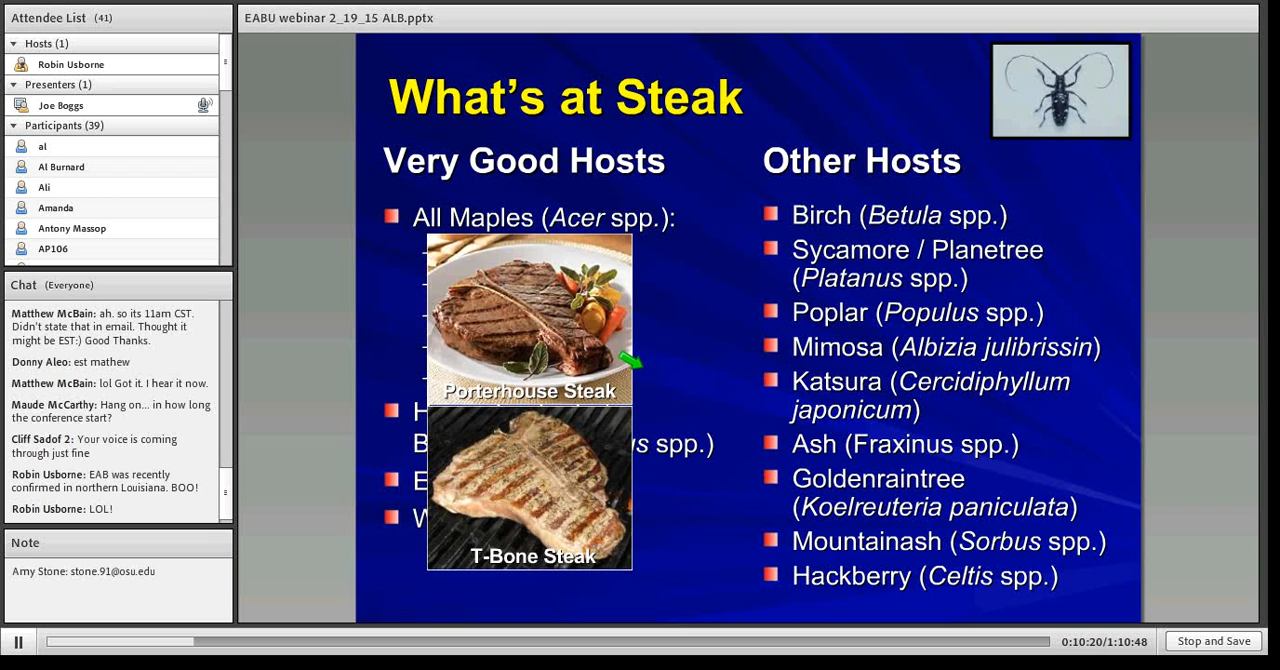 Attendee List (41)
Hosts (1)
Robin Usborne
Presenters (1)
Joe Boggs
Participants (39)
al
Al Burnard
Ali
Amanda
Antony Massop
AP106
Chat (Everyone)
Matthew McBain: ah. so its 11am CST.
Didn't state that in email. Thought it
might be EST:) Good Thanks.
Donny Aleo: est mathew
Matthew McBain: lol Got it. I hear it now.
Maude McCarthy: Hang on... in how long
the conference start?
Cliff Sadof 2: Your voice is coming
through just fine
Robin Usborne: EAB was recently
confirmed in northern Louisiana. BOO!
Robin Usborne: LOL!
Note
Amy Stone: stone.91@osu.edu
EABU webinar 2_19_15 ALB.pptx
What's at Steak
Very Good Hosts
All Maples (Acer spp.):
Porterhouse Steak
spp.)
T-Bone Steak
Other Hosts
Birch (Betula spp.)
Sycamore / Planetree
(Platanus spp.)
Poplar (Populus spp.)
Mimosa (Albizia julibrissin)
Katsura (Cercidiphyllum
japonicum)
Ash (Fraxinus spp.)
Goldenraintree
(Koelreuteria paniculata)
Mountainash (Sorbus spp.)
Hackberry (Celtis spp.)
0:10:20/1:10:48
Stop and Save